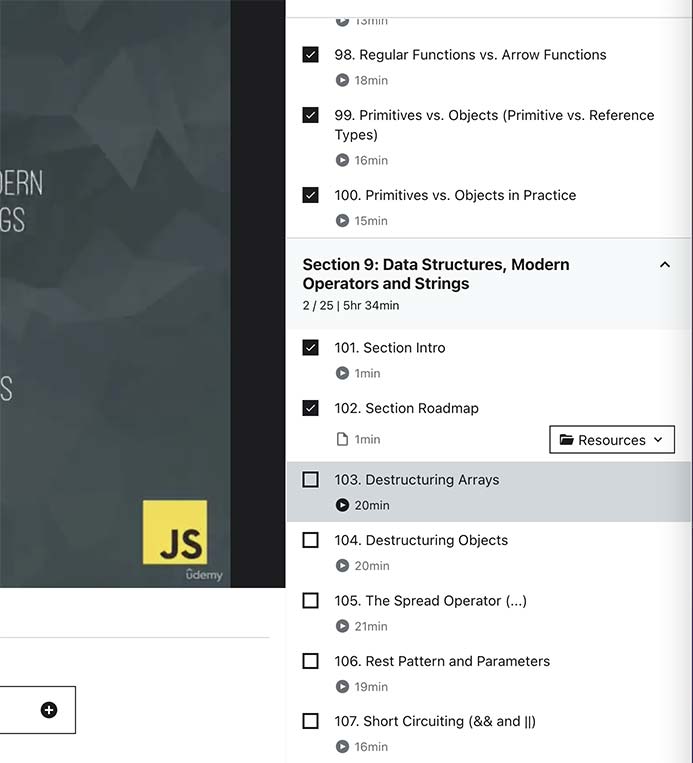 DERN
GS
S
JS
ûdemy
13min
98. Regular Functions vs. Arrow Functions
18min
99. Primitives vs. Objects (Primitive vs. Reference
Types)
16min
100. Primitives vs. Objects in Practice
15min
Section 9: Data Structures, Modern
Operators and Strings
2 / 25 | 5hr 34min
101. Section Intro
1min
102. Section Roadmap
1min
Resources
103. Destructuring Arrays
20min
104. Destructuring Objects
20min
105. The Spread Operator (...)
21min
106. Rest Pattern and Parameters
19min
107. Short Circuiting (&& and ||)
16min